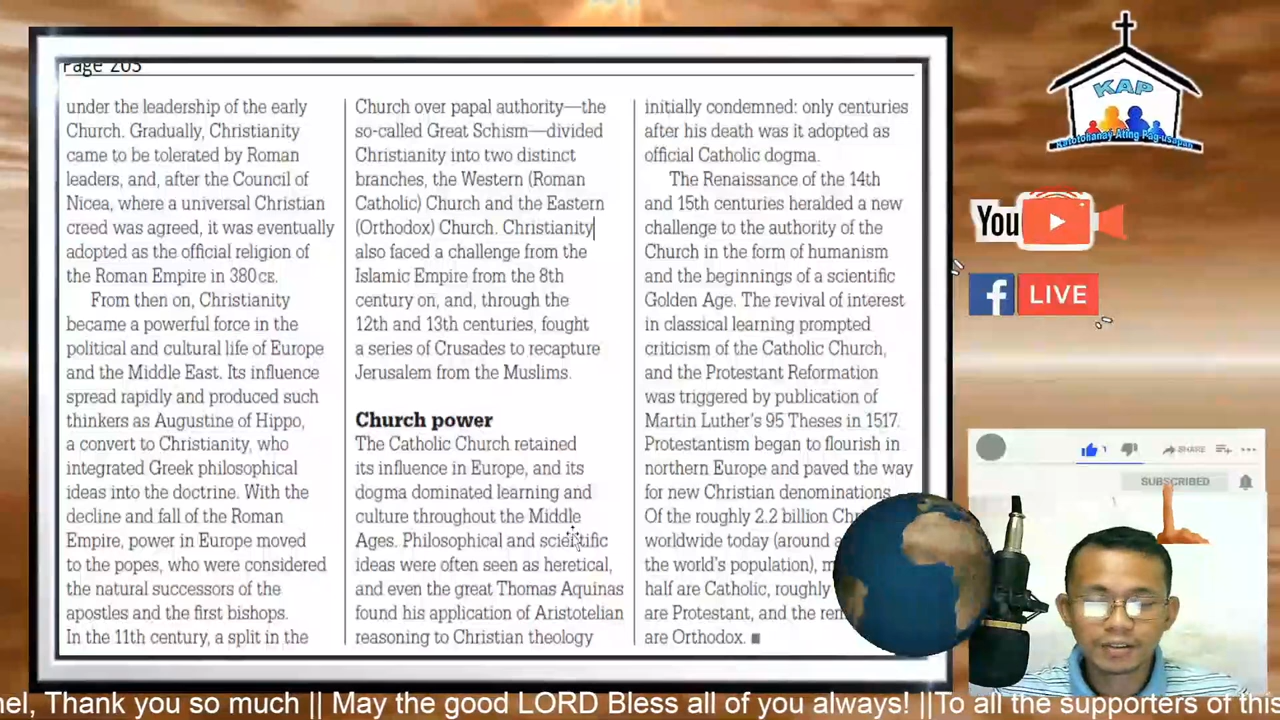 Page 203
under the leadership of the early
Church. Gradually, Christianity
came to be tolerated by Roman
leaders, and, after the Council of
Nicea, where a universal Christian
creed was agreed, it was eventually
adopted as the official religion of
the Roman Empire in 380 CE.
From then on, Christianity
became a powerful force in the
political and cultural life of Europe
and the Middle East. Its influence
spread rapidly and produced such
thinkers as Augustine of Hippo,
a convert to Christianity, who
integrated Greek philosophical
ideas into the doctrine. With the
decline and fall of the Roman
Empire, power in Europe moved
to the popes, who were considered
the natural successors of the
apostles and the first bishops.
In the 11th century, a split in the
Church over papal authority—the
so-called Great Schism—divided
Christianity into two distinct
branches, the Western (Roman
Catholic) Church and the Eastern
(Orthodox) Church. Christianity
also faced a challenge from the
Islamic Empire from the 8th
century on, and, through the
12th and 13th centuries, fought
a series of Crusades to recapture
Jerusalem from the Muslims.
Church power
The Catholic Church retained
its influence in Europe, and its
dogma dominated learning and
culture throughout the Middle
Ages. Philosophical and scientific
ideas were often seen as heretical,
and even the great Thomas Aquinas
found his application of Aristotelian
reasoning to Christian theology
initially condemned: only centuries
after his death was it adopted as
official Catholic dogma.
The Renaissance of the 14th
and 15th centuries heralded a new
challenge to the authority of the
Church in the form of humanism
and the beginnings of a scientific
Golden Age. The revival of interest
in classical learning prompted
criticism of the Catholic Church,
and the Protestant Reformation
was triggered by publication of
Martin Luther's 95 Theses in 1517.
Protestantism began to flourish in
northern Europe and paved the way
for new Christian denominations.
Of the roughly 2.2 billion
worldwide today (around
the world's population),
half are Catholic, roughly
are Protestant, and the
are Orthodox.
KAP
Katotohanay Ating Pag-usapan
You
f LIVE
1 SHARE
SUBSCRIBED
nel, Thank you so much || May the good LORD Bless all of you always! ||To all the supporters of this